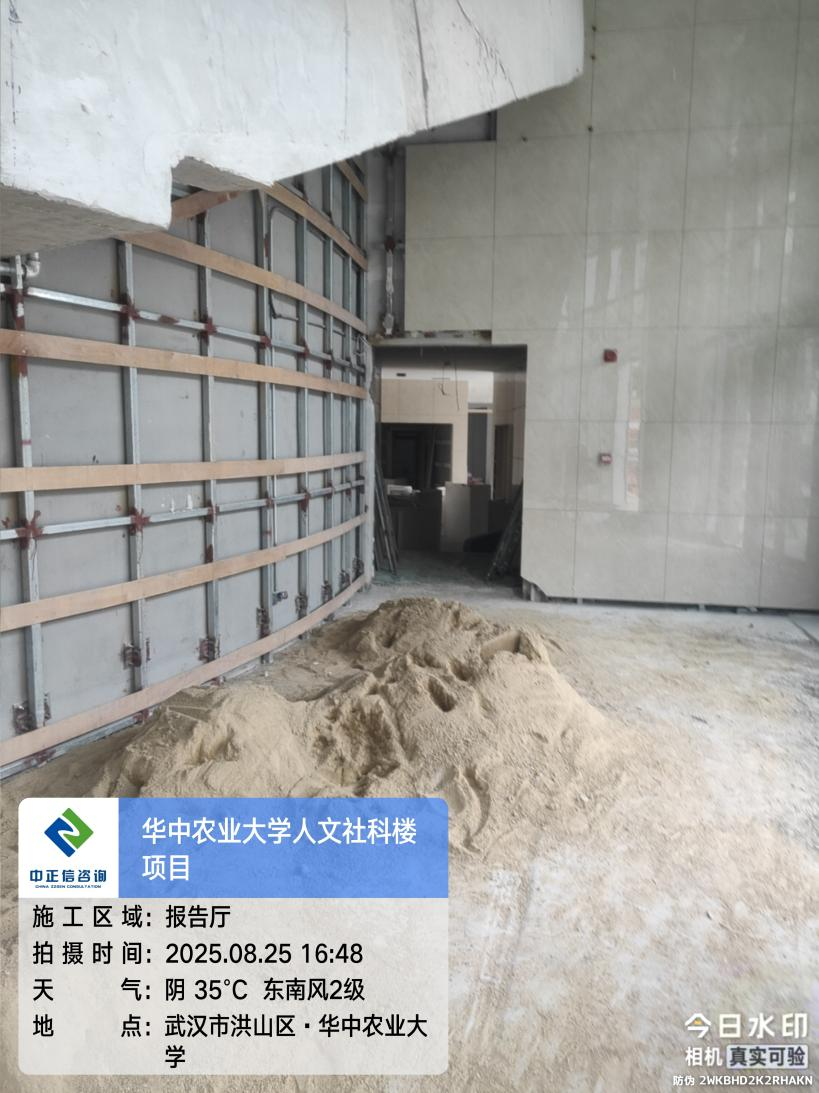 华中农业大学人文社科楼
项目
中正信咨询
CHINA ZZSIN CONSULTATION
施工区域：报告厅
拍摄时间：2025.08.25 16:48
天气：阴 35℃ 东南风2级
地点：武汉市洪山区·华中农业大
学
今日水印
相机 真实可验
防伪 2WKBHD2K2RHAKN